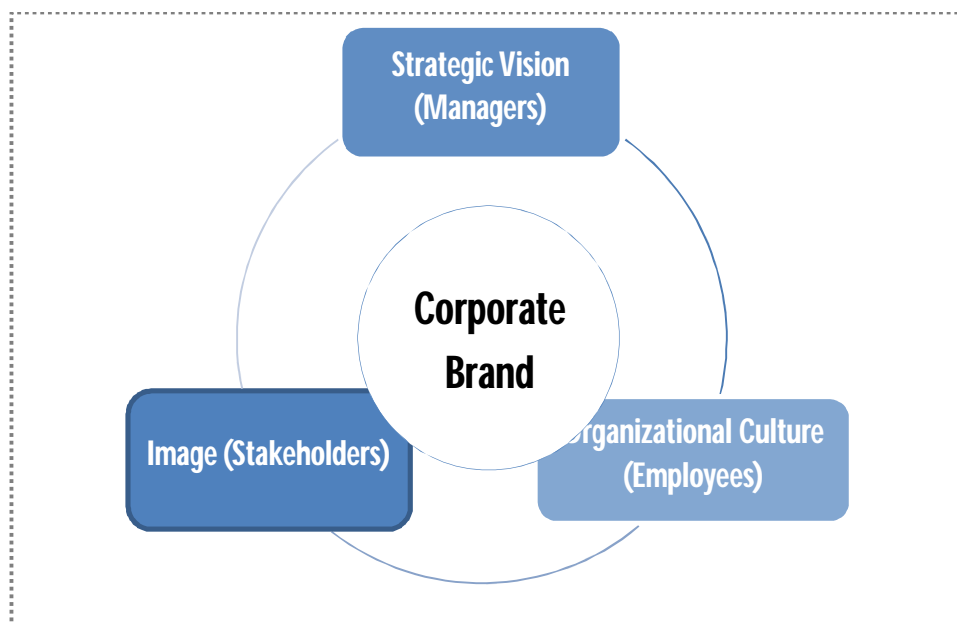 Strategic Vision
(Managers)
Corporate
Brand
Image (Stakeholders)
Organizational Culture
(Employees)